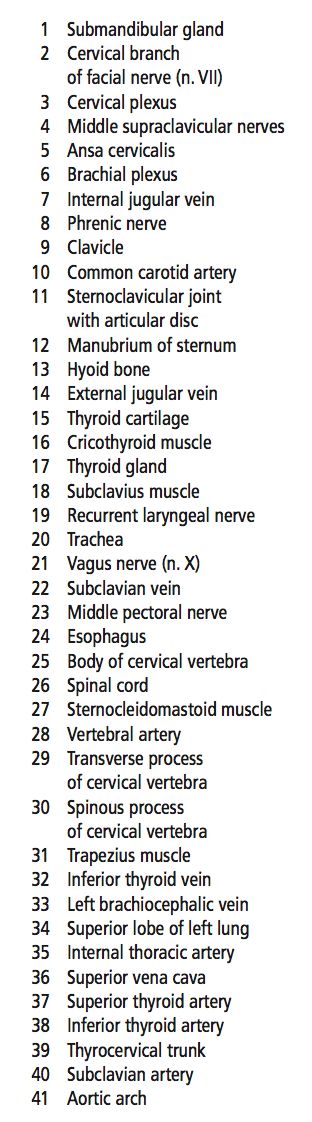 1 Submandibular gland
2 Cervical branch
of facial nerve (n. VII)
3 Cervical plexus
4 Middle supraclavicular nerves
5 Ansa cervicalis
6 Brachial plexus
7 Internal jugular vein
8 Phrenic nerve
9 Clavicle
10 Common carotid artery
11 Sternoclavicular joint
with articular disc
12 Manubrium of sternum
13 Hyoid bone
14 External jugular vein
15 Thyroid cartilage
16 Cricothyroid muscle
17 Thyroid gland
18 Subclavius muscle
19 Recurrent laryngeal nerve
20 Trachea
21 Vagus nerve (n. X)
22 Subclavian vein
23 Middle pectoral nerve
24 Esophagus
25 Body of cervical vertebra
26 Spinal cord
27 Sternocleidomastoid muscle
28 Vertebral artery
29 Transverse process
of cervical vertebra
30 Spinous process
of cervical vertebra
31 Trapezius muscle
32 Inferior thyroid vein
33 Left brachiocephalic vein
34 Superior lobe of left lung
35 Internal thoracic artery
36 Superior vena cava
37 Superior thyroid artery
38 Inferior thyroid artery
39 Thyrocervical trunk
40 Subclavian artery
41 Aortic arch